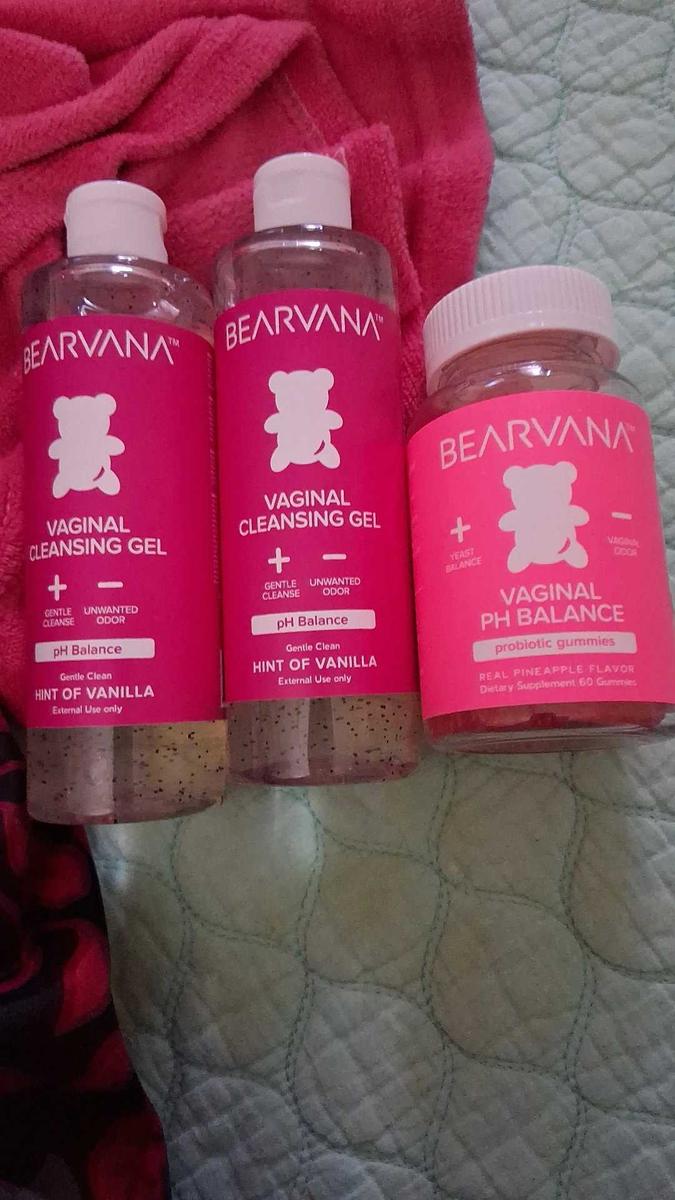 BEARVANA™
VAGINAL
CLEANSING GEL
+ −
GENTLE CLEANSE
UNWANTED ODOR
pH Balance
Gentle Clean
HINT OF VANILLA
External Use only
BEARVANA™
VAGINAL
CLEANSING GEL
+ −
GENTLE CLEANSE
UNWANTED ODOR
pH Balance
Gentle Clean
HINT OF VANILLA
External Use only
BEARVANA™
+ −
YEAST BALANCE
VAGINAL ODOR
VAGINAL
PH BALANCE
probiotic gummies
REAL PINEAPPLE FLAVOR
Dietary Supplement 60 Gummies